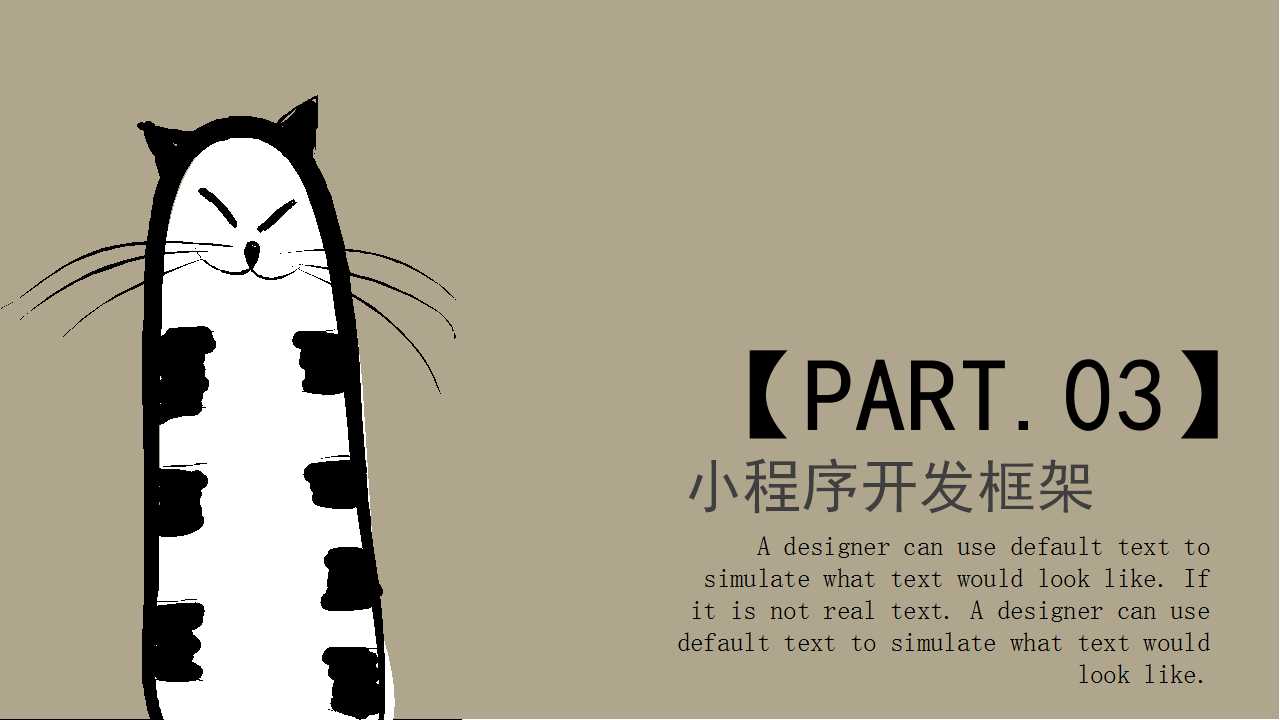 【PART.03】
小程序开发框架
A designer can use default text to
simulate what text would look like. If
it is not real text. A designer can use
default text to simulate what text would
look like.